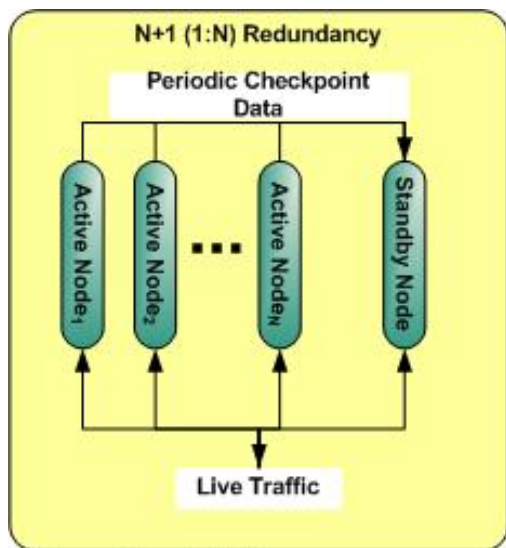 N+1 (1:N) Redundancy
Periodic Checkpoint
Data
Active Node₁
Active Node₂
Active Nodeₙ
Standby Node
Live Traffic